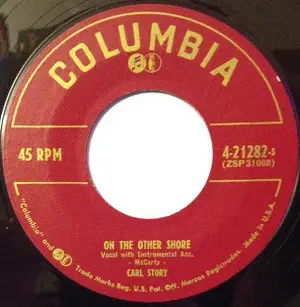 COLUMBIA
45 RPM
4-21282-s
(ZSP 31088)
ON THE OTHER SHORE
Vocal with Instrumental Acc.
- McCarty -
CARL STORY
"Columbia" and Trade Marks Reg. U.S. Pat. Off. Marcas Registradas. Made in U.S.A.